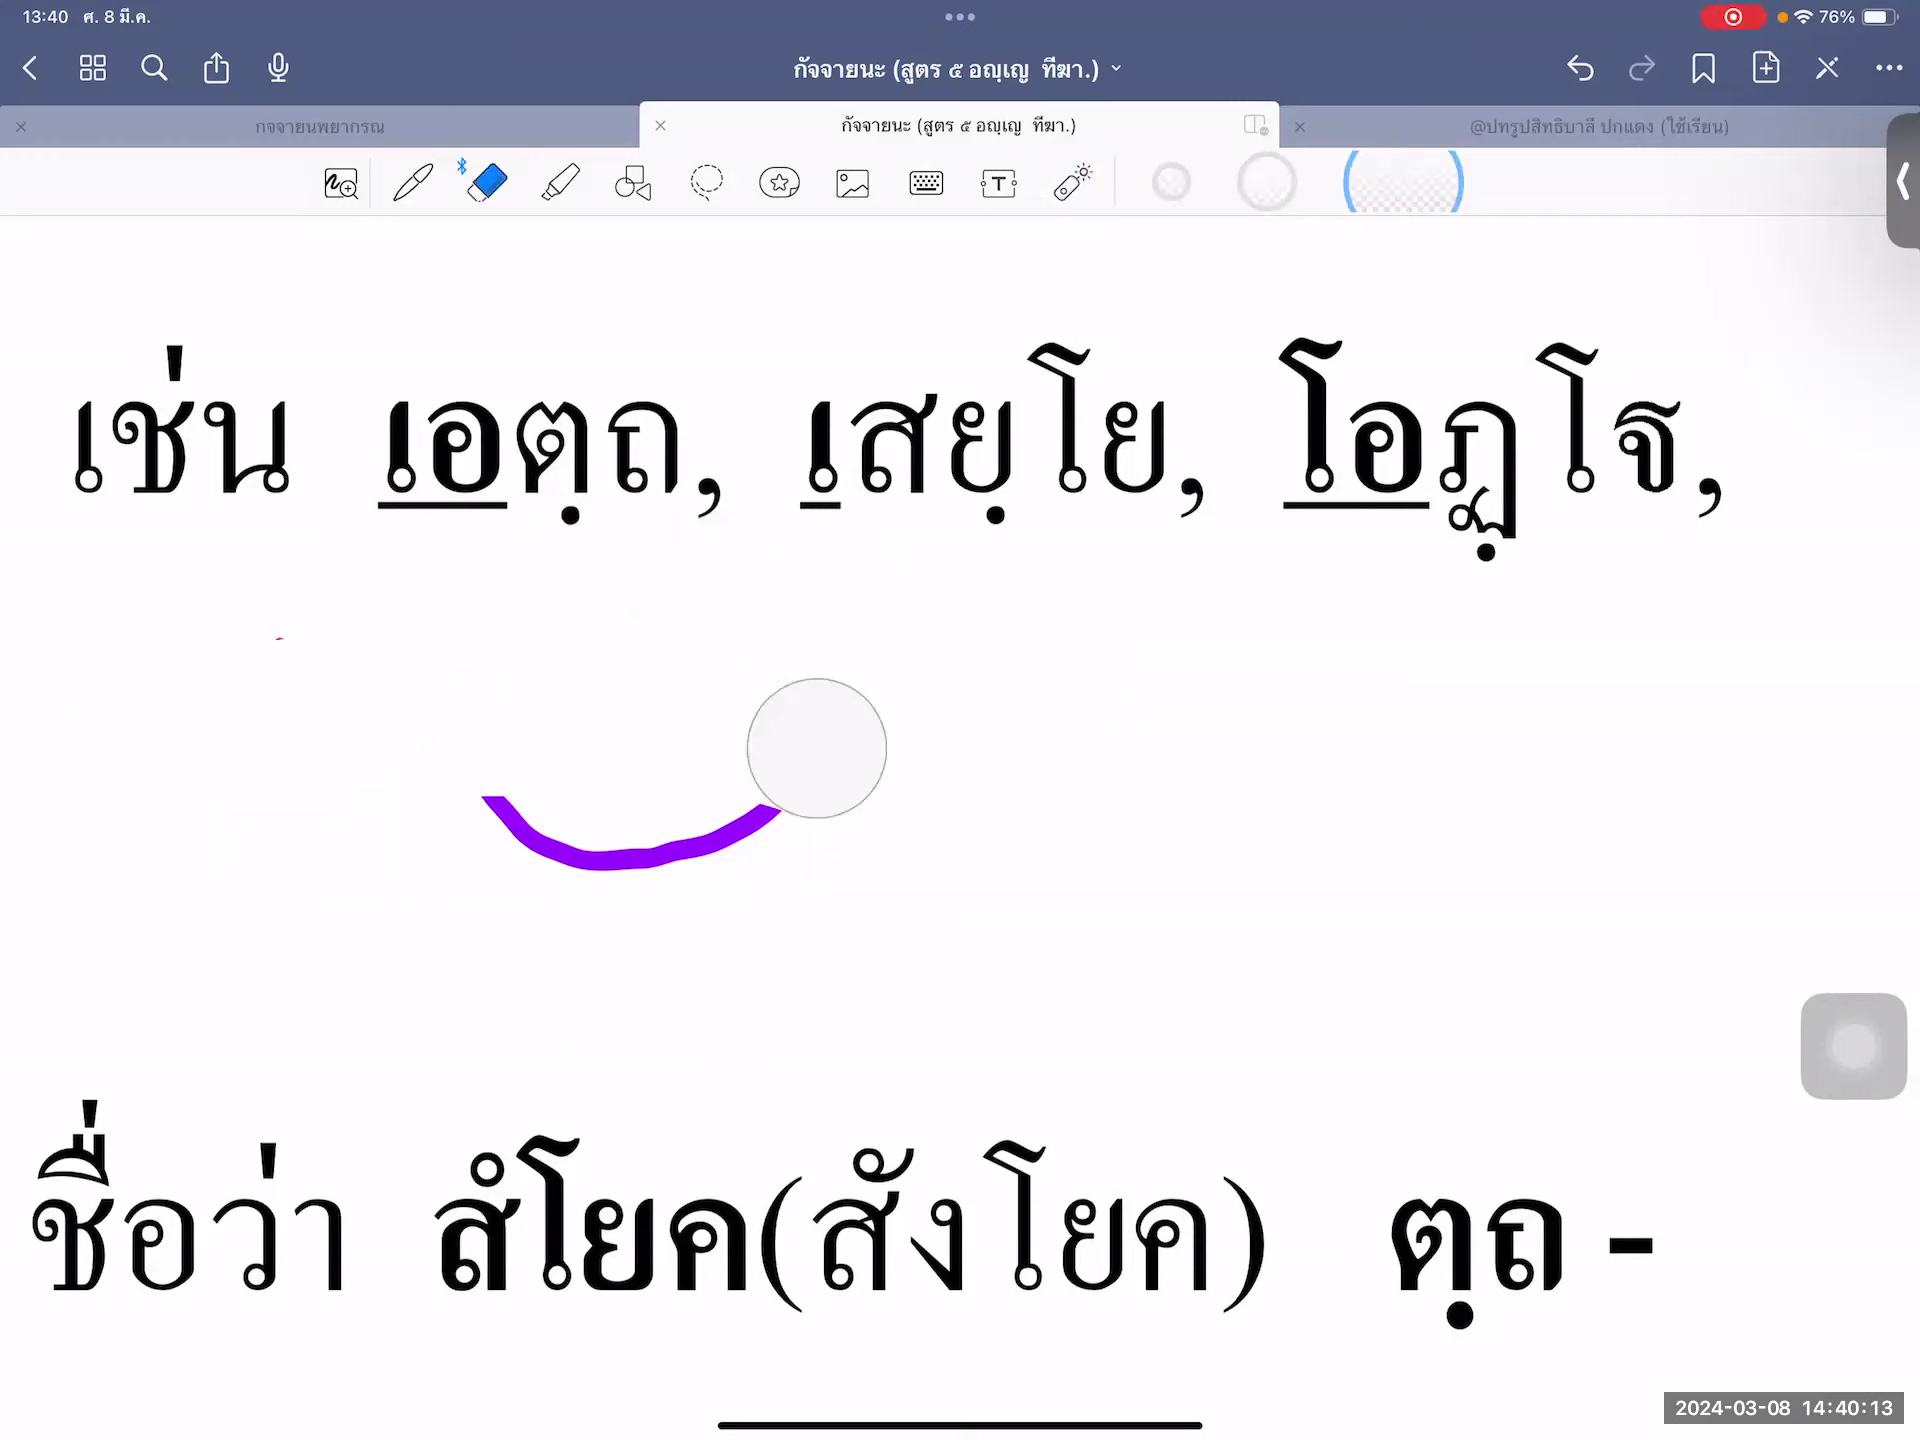 13:40 ศ. 8 มี.ค.
76%
กัจจายนะ (สูตร ๕ อญฺเญ ทีฆา.)
กจจายนพยากรณ
กัจจายนะ (สูตร ๕ อญฺเญ ทีฆา.)
@ปทรูปสิทธิบาลี ปกแดง (ใช้เรียน)
เช่น เอตฺถ, เสยฺโย, โอฏฺโฐ,
ชื่อว่า สํโยค(สังโยค) ตฺถ -
2024-03-08 14:40:13